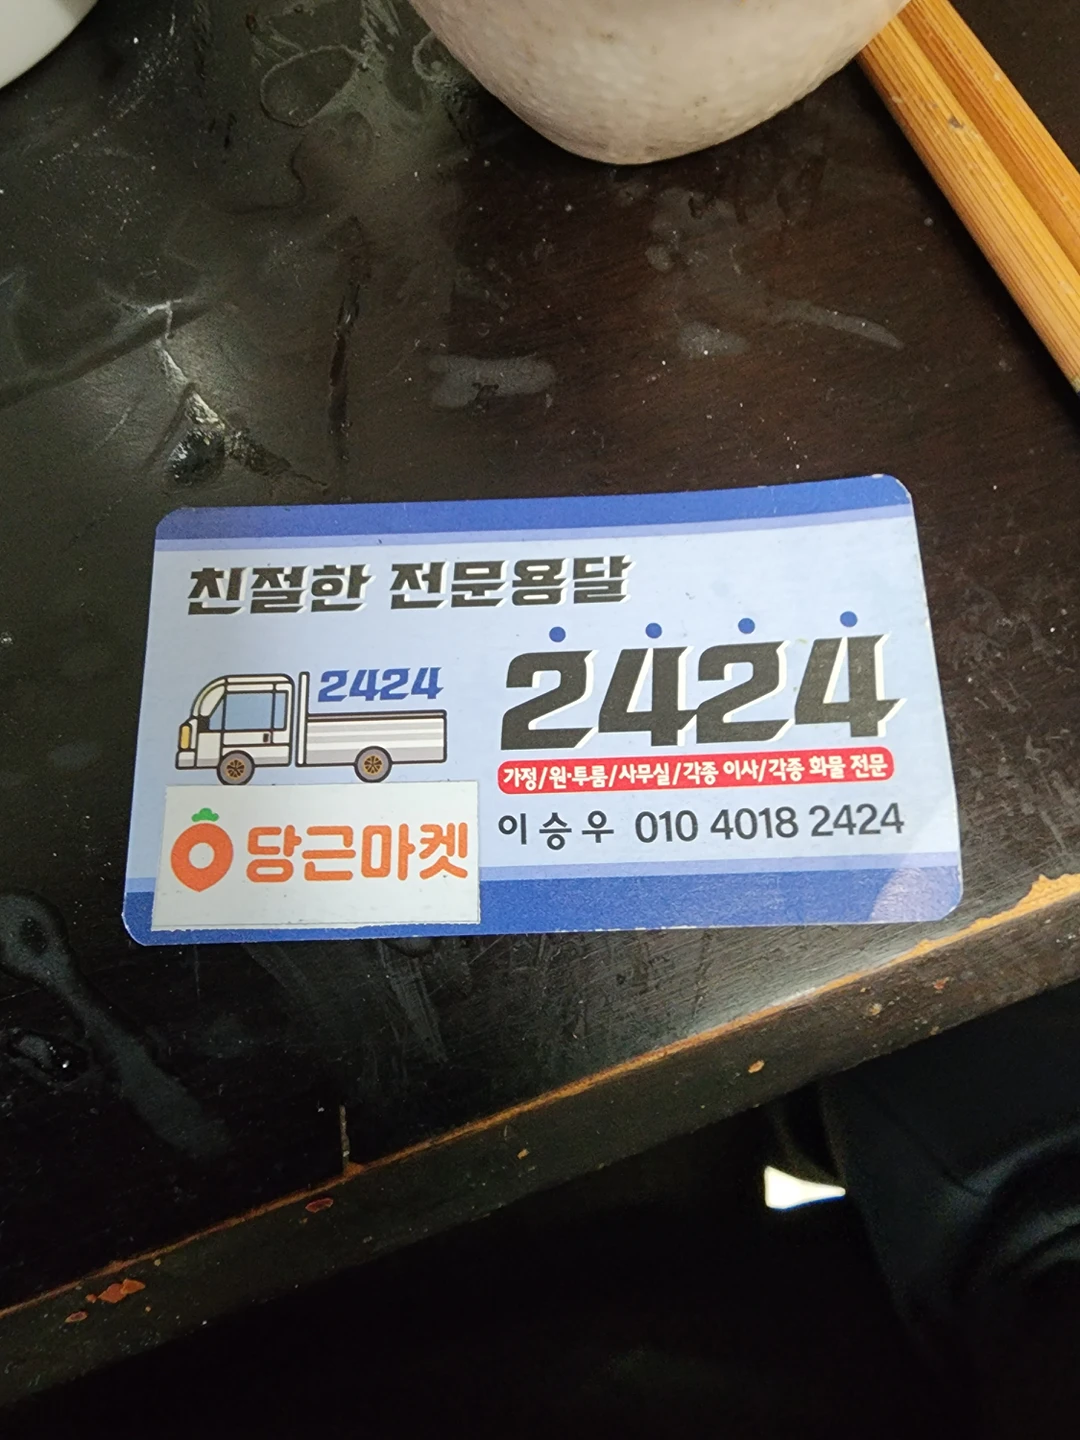 친절한 전문용달
2424
2424
가정/원·투룸/사무실/각종 이사/각종 화물 전문
이승우 010 4018 2424
당근마켓